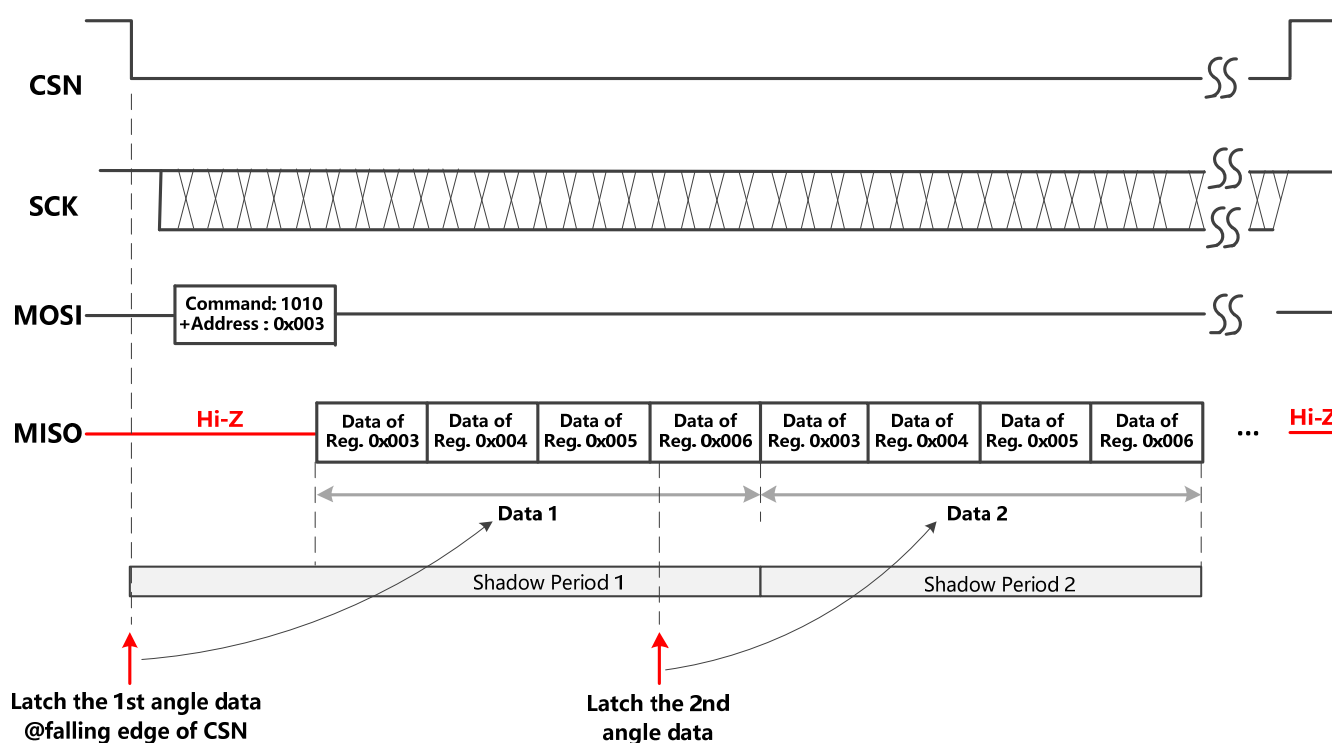 CSN
SCK
MOSI
Command: 1010
+Address : 0x003
MISO
Hi-Z
Data of
Reg. 0x003
Data of
Reg. 0x004
Data of
Reg. 0x005
Data of
Reg. 0x006
Data of
Reg. 0x003
Data of
Reg. 0x004
Data of
Reg. 0x005
Data of
Reg. 0x006
...
Hi-Z
Data 1
Data 2
Shadow Period 1
Shadow Period 2
Latch the 1st angle data
@falling edge of CSN
Latch the 2nd
angle data